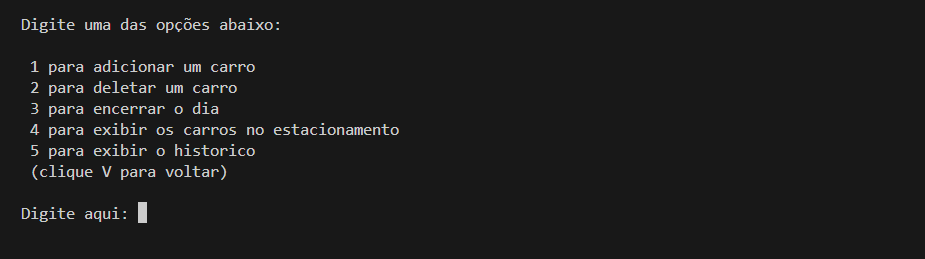 Digite uma das opções abaixo:
1 para adicionar um carro
2 para deletar um carro
3 para encerrar o dia
4 para exibir os carros no estacionamento
5 para exibir o historico
(clique V para voltar)
Digite aqui: